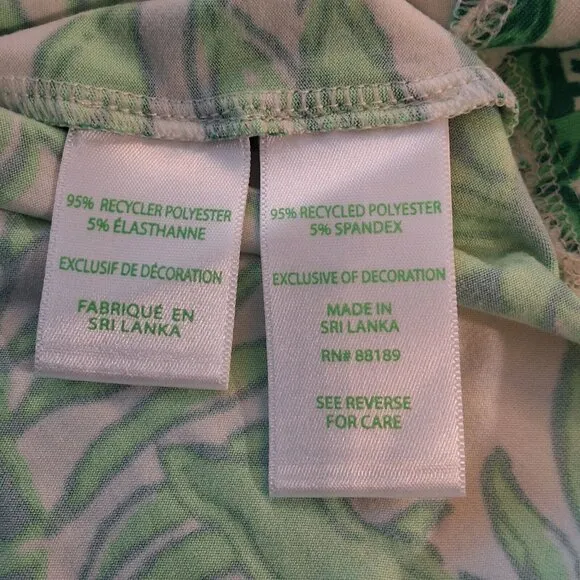 95% RECYCLER POLYESTER
5% ÉLASTHANNE
EXCLUSIF DE DÉCORATION
FABRIQUÉ EN
SRI LANKA
95% RECYCLED POLYESTER
5% SPANDEX
EXCLUSIVE OF DECORATION
MADE IN
SRI LANKA
RN# 88189
SEE REVERSE
FOR CARE